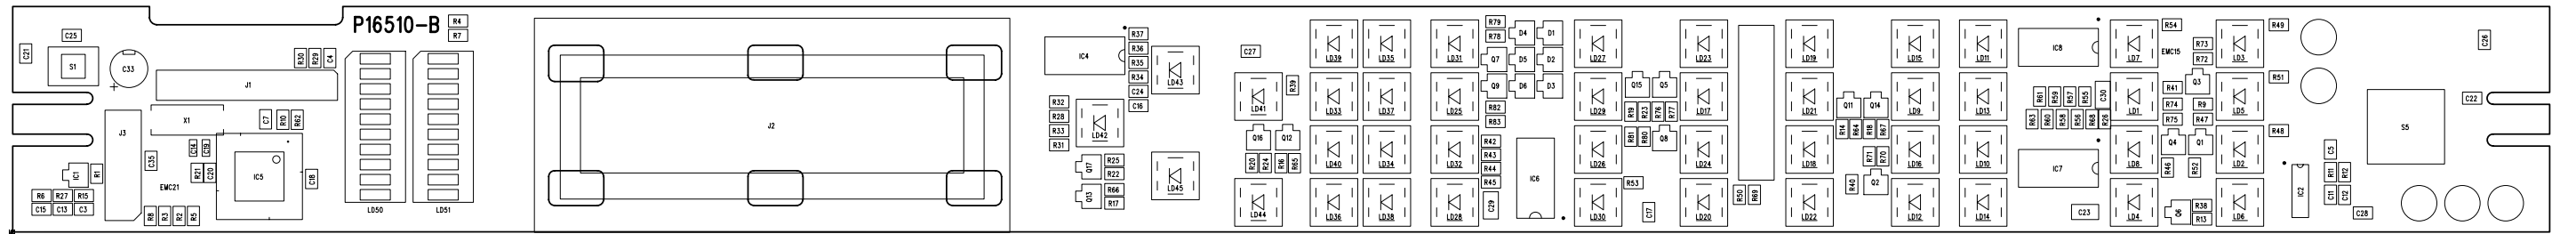 P16510-B
R4
R7
C25
C21
S1
C33
R30 R29 C4
J1
J3
X1
C7 R10 R62
C14 C19
C35
R21 C20
IC5
C18
IC1 R1
EMC21
R6 R27 R15
C15 C13 C3
R8 R3 R2 R5
LD50 LD51
J2
IC4
R37
R36
R35
R34
C24
C16
LD43
R32
R28
R33
R31
LD42
Q17
R25
R22
Q13
R66
R17
LD45
C27
LD41
R39
Q16 Q12
R20 R24 R16 R65
LD44
LD39 LD35 LD31
LD33 LD37 LD25
LD40 LD34 LD32
LD36 LD38 LD28
R79
R78
D4 D1
Q7 D5 D2
Q9 D6 D3
R82
R83
R42
R43
R44
R45
C29
IC6
LD27
LD29
LD26
LD30
Q15 Q5
R19 R23 R76 R77
R81 R80 Q8
R53
C17
LD23
LD17
LD24
LD20
R50 R69
LD19
LD21
LD18
LD22
Q11 Q14
R14 R64 R18 R67
R71 R70
R40 Q2
LD15 LD11
LD9 LD13
LD16 LD10
LD12 LD14
IC8
R61 R59 R57 R55 C30
R63 R60 R58 R56 R68 R26
IC7
C23
LD7
LD1
LD8
LD4
R54
EMC15
R73
R72
Q3
R41
R74 R9
R75 R47
Q4 Q1
R46 R52
Q6
R38
R13
LD3
LD5
LD2
LD6
R49
R51
R48
IC2
C5
R11 R12
C11 C12
C28
S5
C22
C26